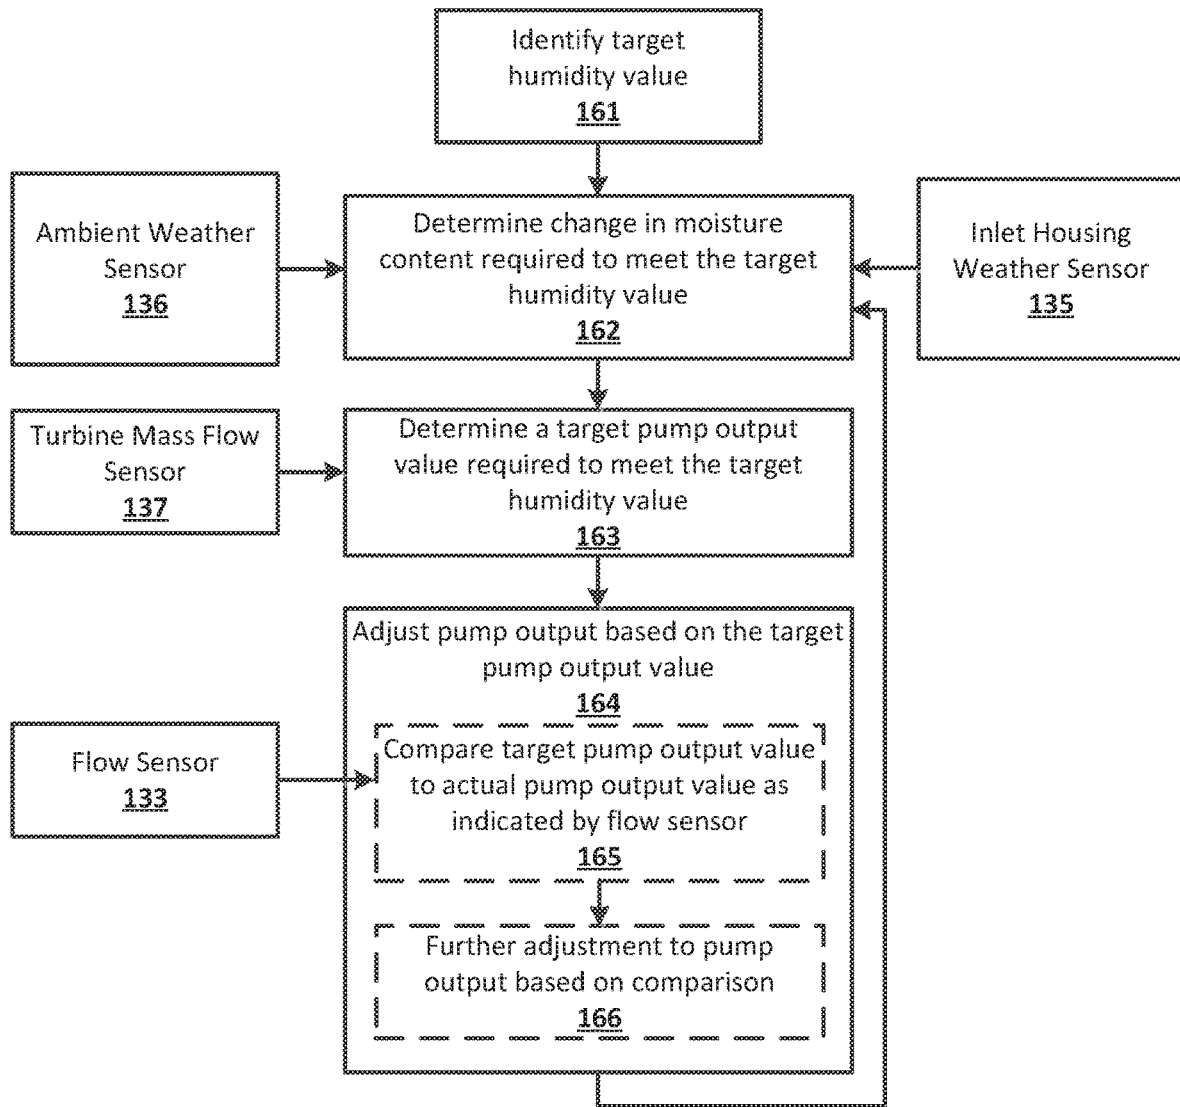 Identify target
humidity value
161
Ambient Weather
Sensor
136
Determine change in moisture
content required to meet the target
humidity value
162
Inlet Housing
Weather Sensor
135
Turbine Mass Flow
Sensor
137
Determine a target pump output
value required to meet the target
humidity value
163
Adjust pump output based on the target
pump output value
164
Flow Sensor
133
Compare target pump output value
to actual pump output value as
indicated by flow sensor
165
Further adjustment to pump
output based on comparison
166